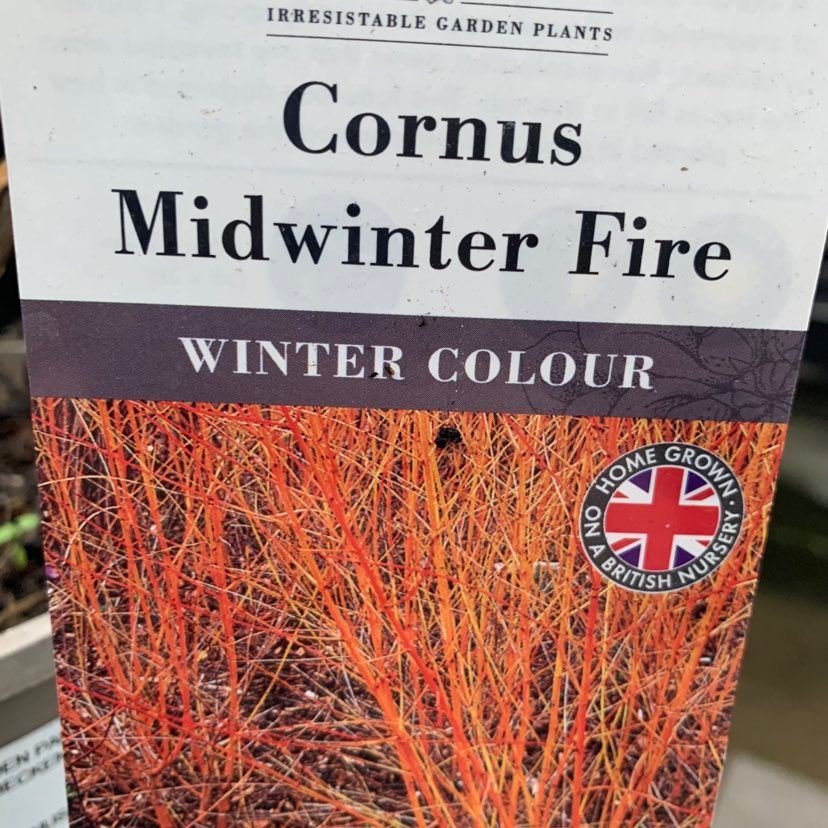 IRRESISTABLE GARDEN PLANTS
Cornus
Midwinter Fire
WINTER COLOUR
HOME GROWN
· ON A BRITISH NURSERY ·